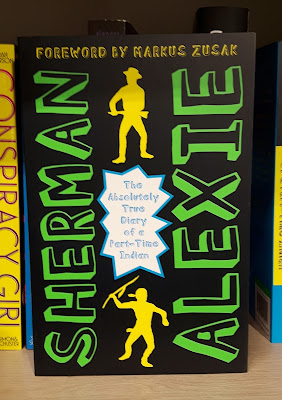 FOREWORD BY MARKUS ZUSAK
SHERMAN
ALEXIE
The
Absolutely
True
Diary
of a
Part-Time
Indian
CONSPIRACY GIRL